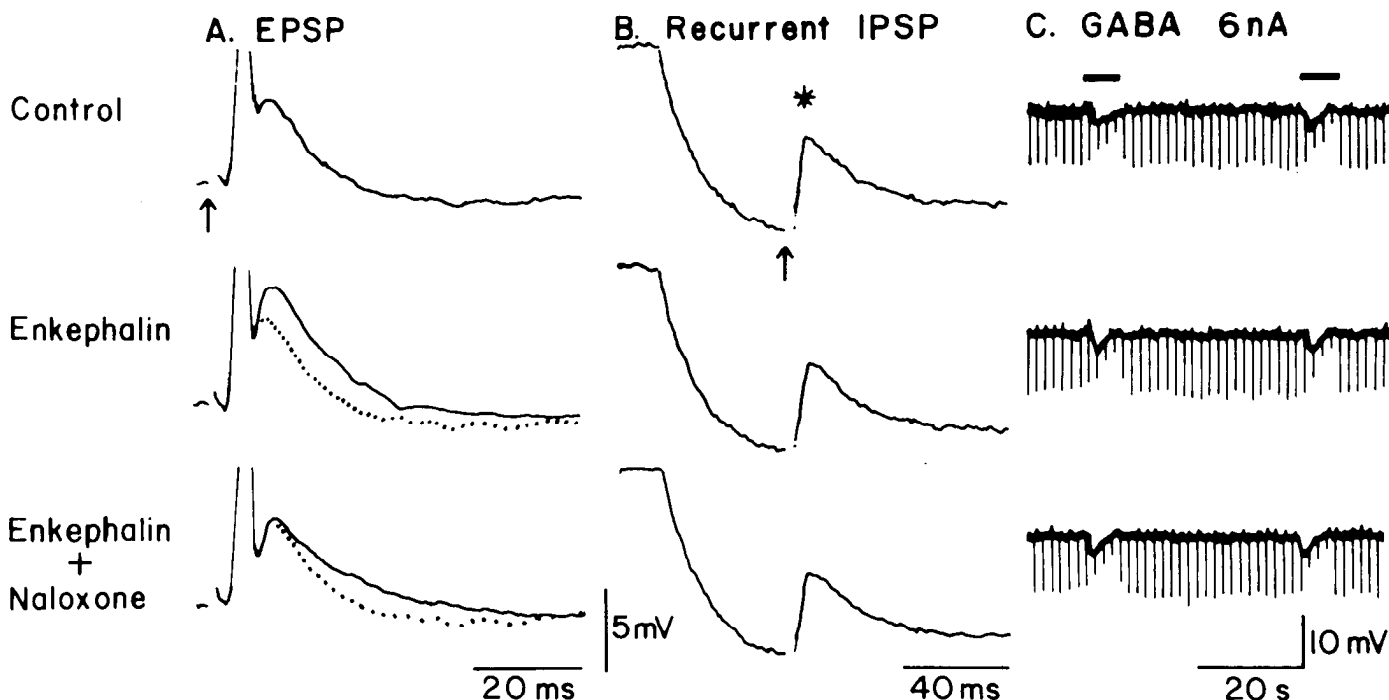 A. EPSP
B. Recurrent IPSP
C. GABA 6nA
Control
*
Enkephalin
Enkephalin
+
Naloxone
5mV
20 ms
40 ms
10 mV
20 s